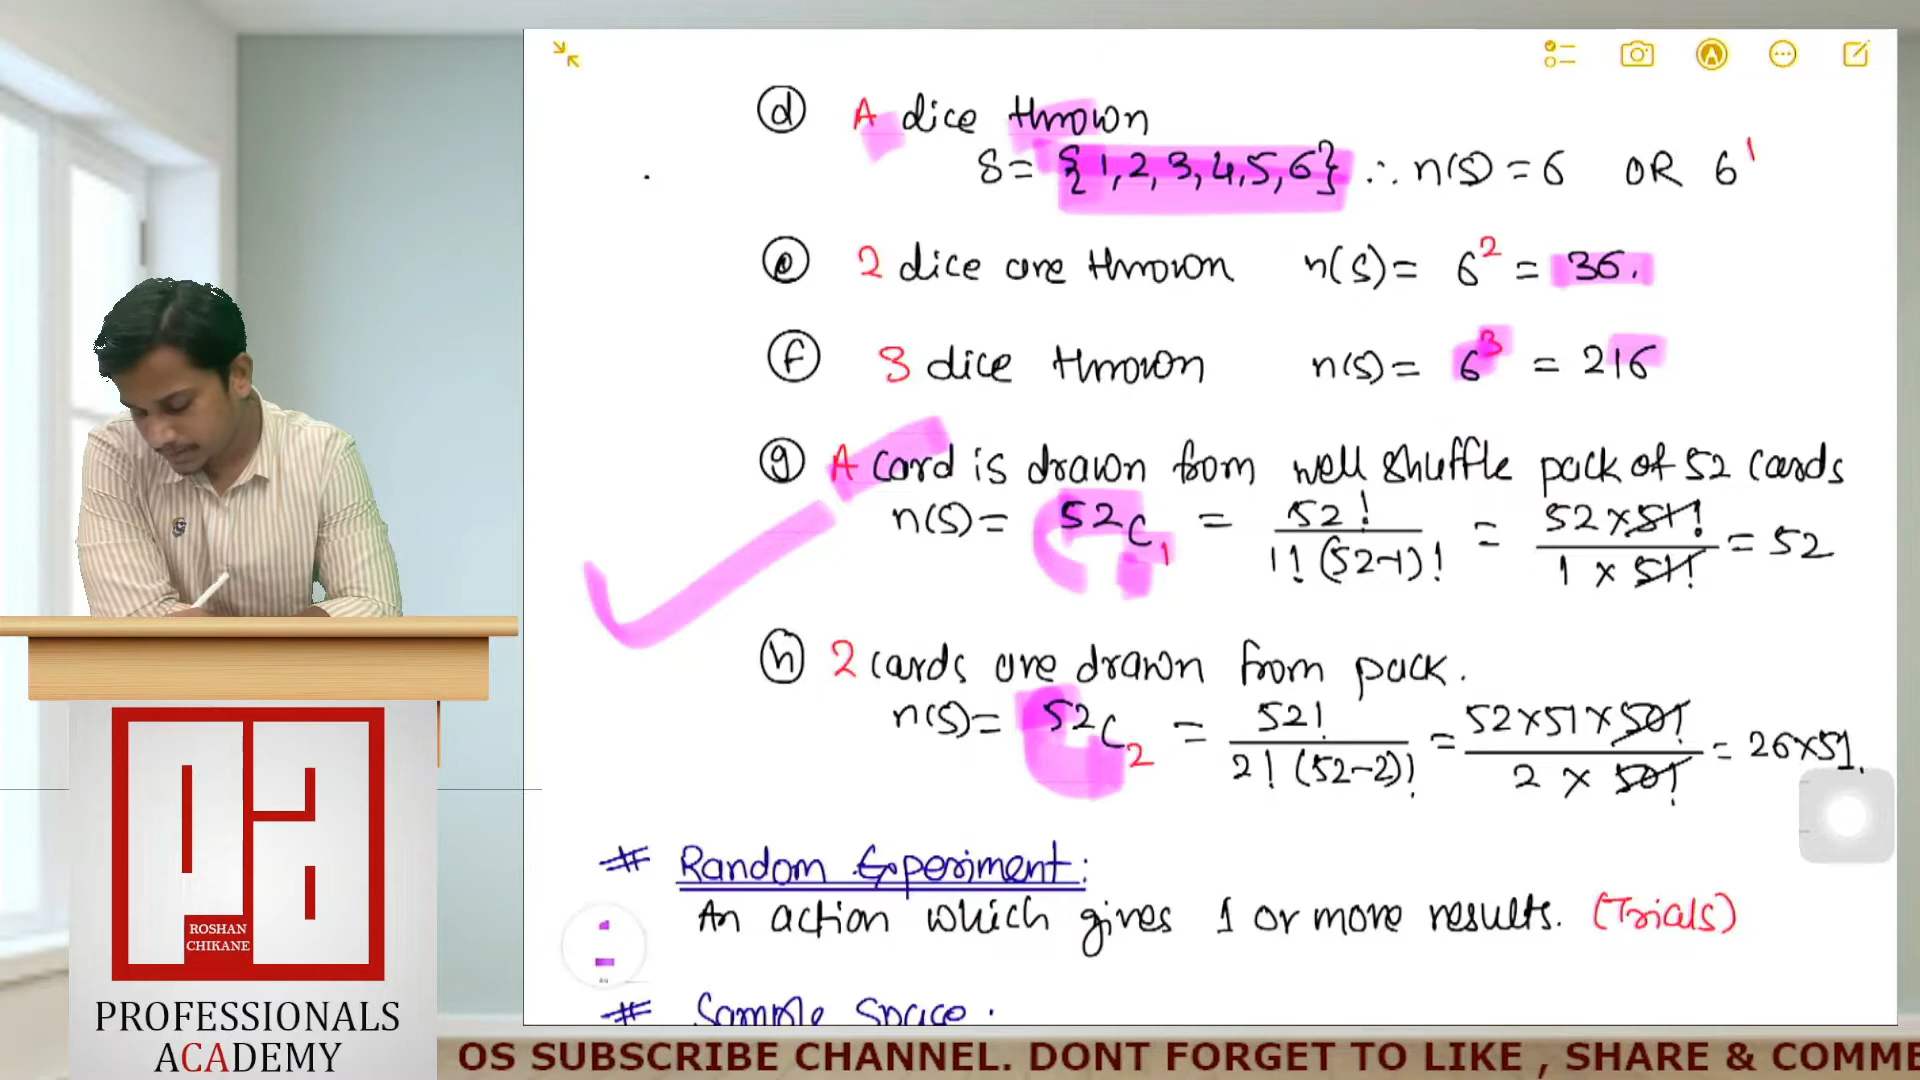 ⓓ A dice thrown
S = {1,2,3,4,5,6} ∴ n(S) = 6 OR 6¹
ⓔ 2 dice are thrown n(S) = 6² = 36.
ⓕ 3 dice thrown n(S) = 6³ = 216
ⓖ A card is drawn from well shuffle pack of 52 cards
n(S) = 52C₁ = 52! / 1!(52-1)! = 52×51! / 1×51! = 52
ⓗ 2 cards are drawn from pack.
n(S) = 52C₂ = 52! / 2!(52-2)! = 52×51×50! / 2×50! = 26×51.
# Random Experiment:
An action which gives 1 or more results. (Trials)
# Sample Space:
pa
ROSHAN
CHIKANE
PROFESSIONALS
ACADEMY
OS SUBSCRIBE CHANNEL. DONT FORGET TO LIKE , SHARE & COMME